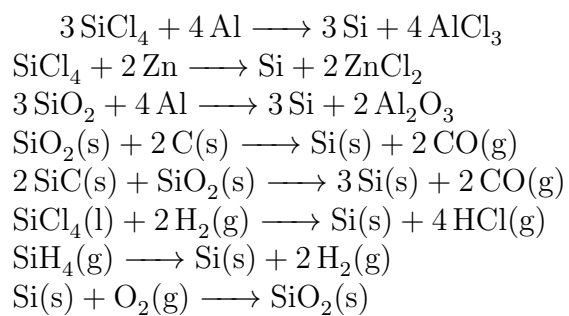 3 SiCl₄ + 4 Al ⟶ 3 Si + 4 AlCl₃
SiCl₄ + 2 Zn ⟶ Si + 2 ZnCl₂
3 SiO₂ + 4 Al ⟶ 3 Si + 2 Al₂O₃
SiO₂(s) + 2 C(s) ⟶ Si(s) + 2 CO(g)
2 SiC(s) + SiO₂(s) ⟶ 3 Si(s) + 2 CO(g)
SiCl₄(l) + 2 H₂(g) ⟶ Si(s) + 4 HCl(g)
SiH₄(g) ⟶ Si(s) + 2 H₂(g)
Si(s) + O₂(g) ⟶ SiO₂(s)